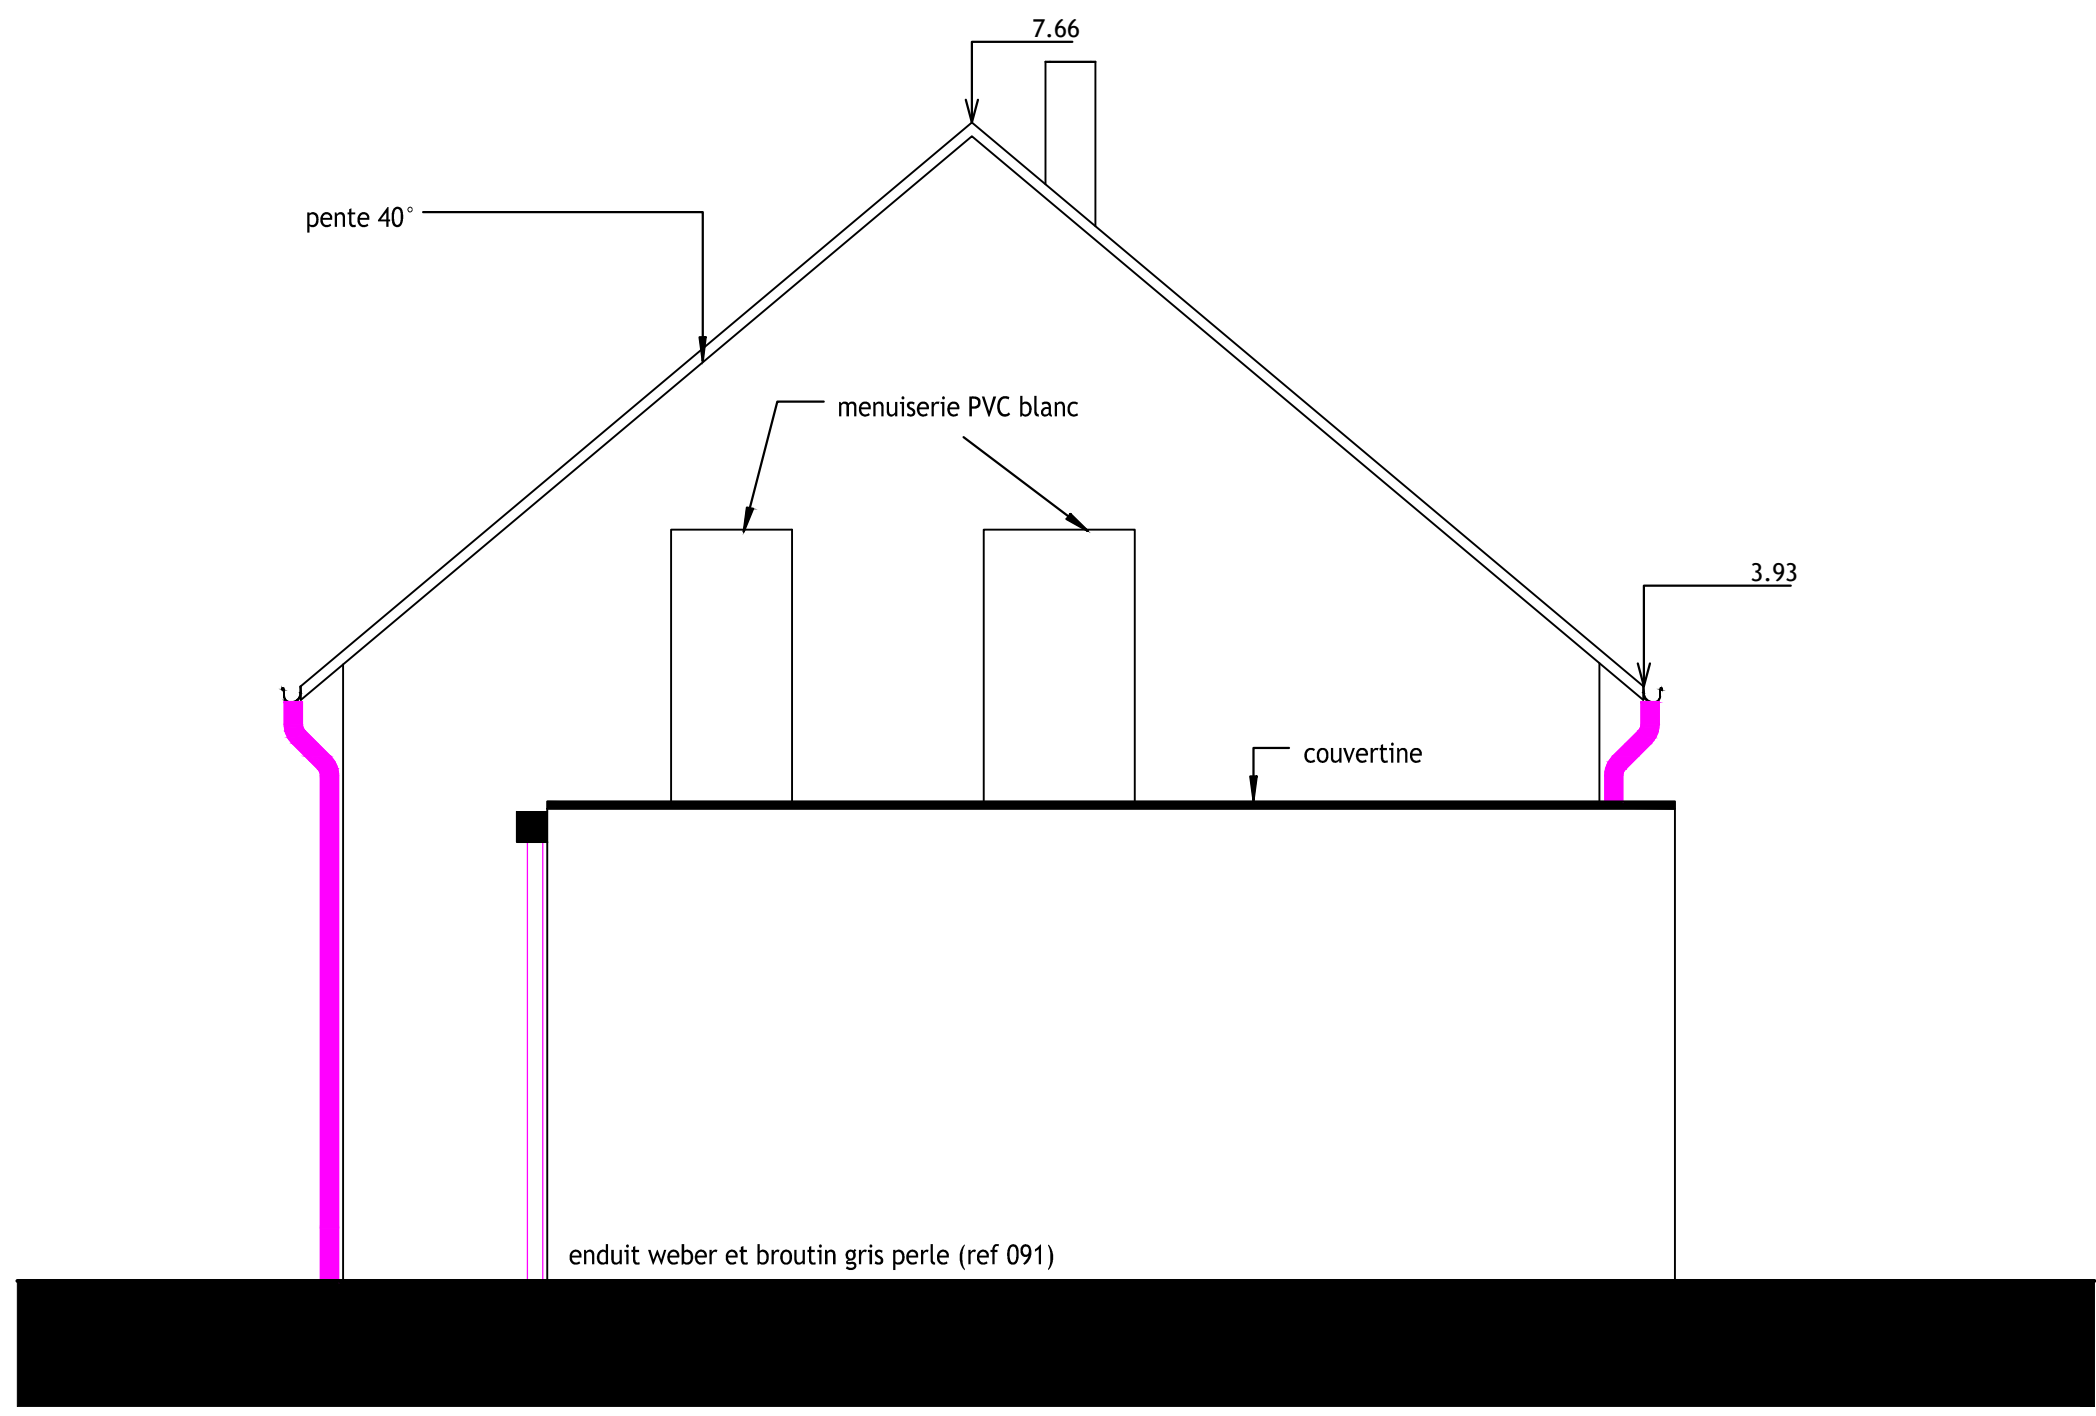 7.66
pente 40°
menuiserie PVC blanc
3.93
couvertine
enduit weber et broutin gris perle (ref 091)